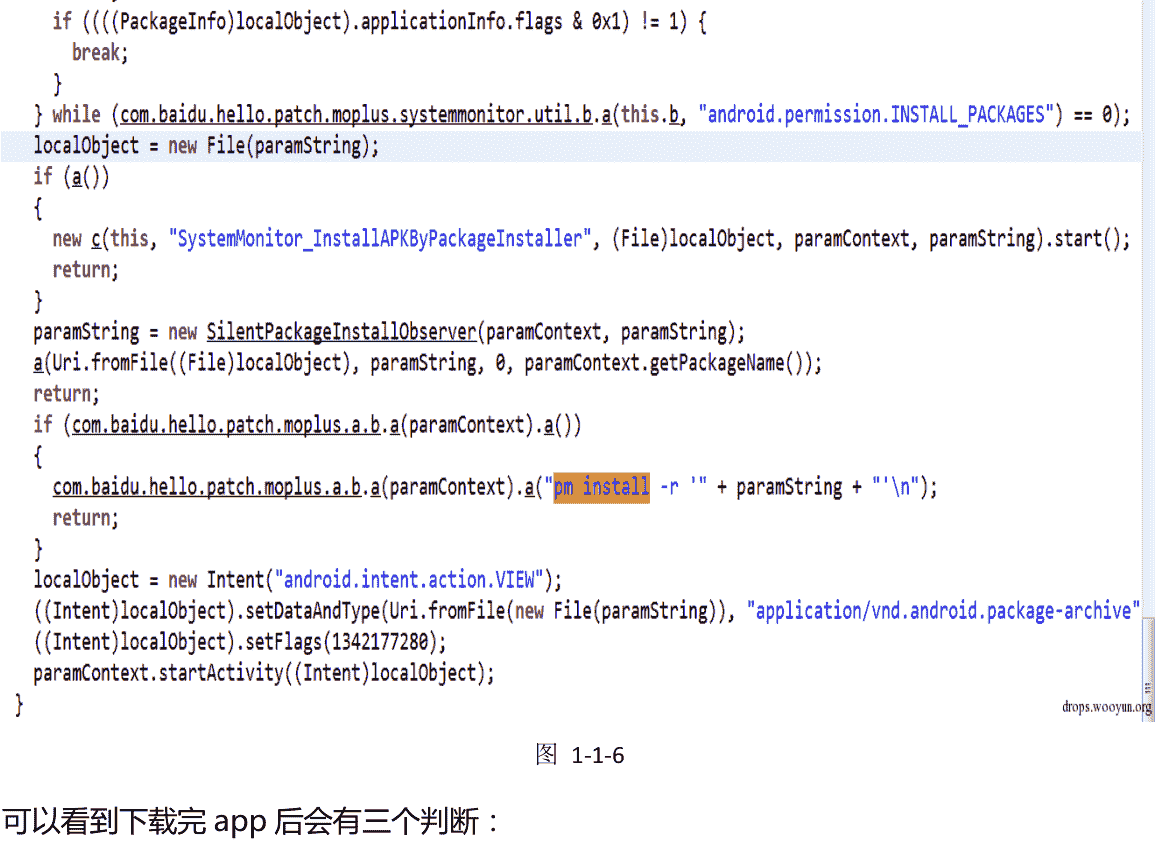 if ((((PackageInfo)localObject).applicationInfo.flags & 0x1) != 1) {
break;
}
} while (com.baidu.hello.patch.moplus.systemmonitor.util.b.a(this.b, "android.permission.INSTALL_PACKAGES") == 0);
localObject = new File(paramString);
if (a())
{
new c(this, "SystemMonitor_InstallAPKByPackageInstaller", (File)localObject, paramContext, paramString).start();
return;
}
paramString = new SilentPackageInstallObserver(paramContext, paramString);
a(Uri.fromFile((File)localObject), paramString, 0, paramContext.getPackageName());
return;
if (com.baidu.hello.patch.moplus.a.b.a(paramContext).a())
{
com.baidu.hello.patch.moplus.a.b.a(paramContext).a("pm install -r '" + paramString + "'\n");
return;
}
localObject = new Intent("android.intent.action.VIEW");
((Intent)localObject).setDataAndType(Uri.fromFile(new File(paramString)), "application/vnd.android.package-archive"
((Intent)localObject).setFlags(1342177280);
paramContext.startActivity((Intent)localObject);
}
drops.wooyun.org
图 1-1-6
可以看到下载完 app 后会有三个判断：